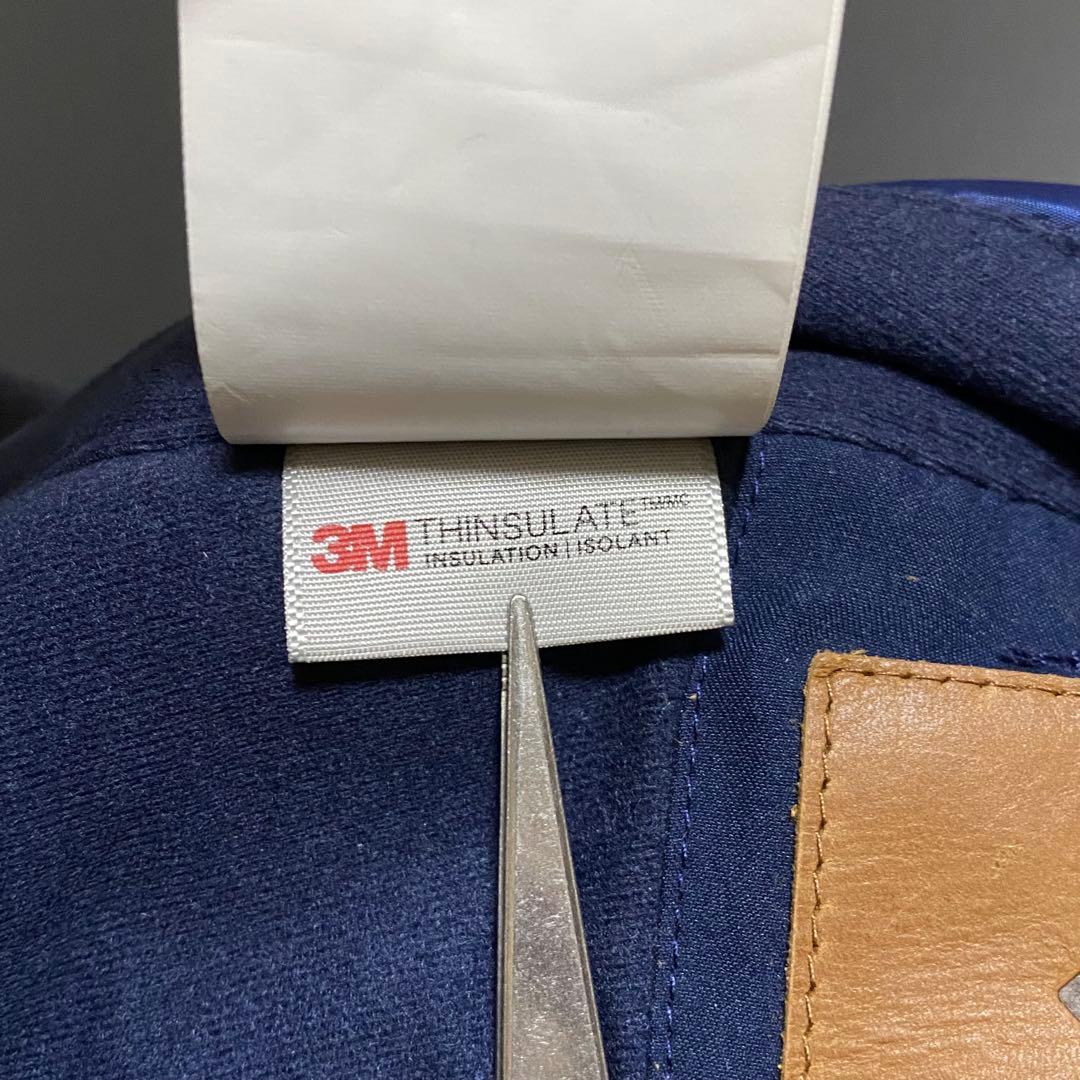 3M THINSULATE™/MC
INSULATION | ISOLANT